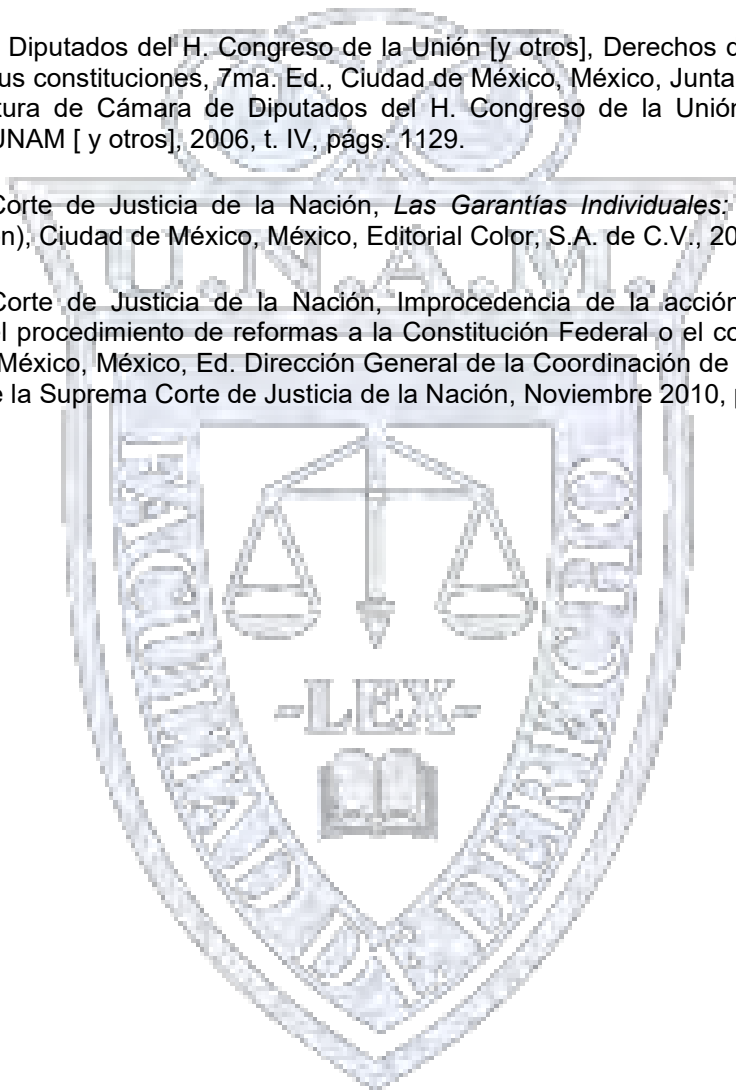 Diputados del H. Congreso de la Unión [y otros], Derechos d
us constituciones, 7ma. Ed., Ciudad de México, México, Junta
tura de Cámara de Diputados del H. Congreso de la Unión
UNAM [ y otros], 2006, t. IV, págs. 1129.
Corte de Justicia de la Nación, Las Garantías Individuales:
n), Ciudad de México, México, Editorial Color, S.A. de C.V., 20
Corte de Justicia de la Nación, Improcedencia de la acción
l procedimiento de reformas a la Constitución Federal o el co
México, México, Ed. Dirección General de la Coordinación de
e la Suprema Corte de Justicia de la Nación, Noviembre 2010, p
U.N.A.M.
FACULTAD DE DERECHO
-LEX-